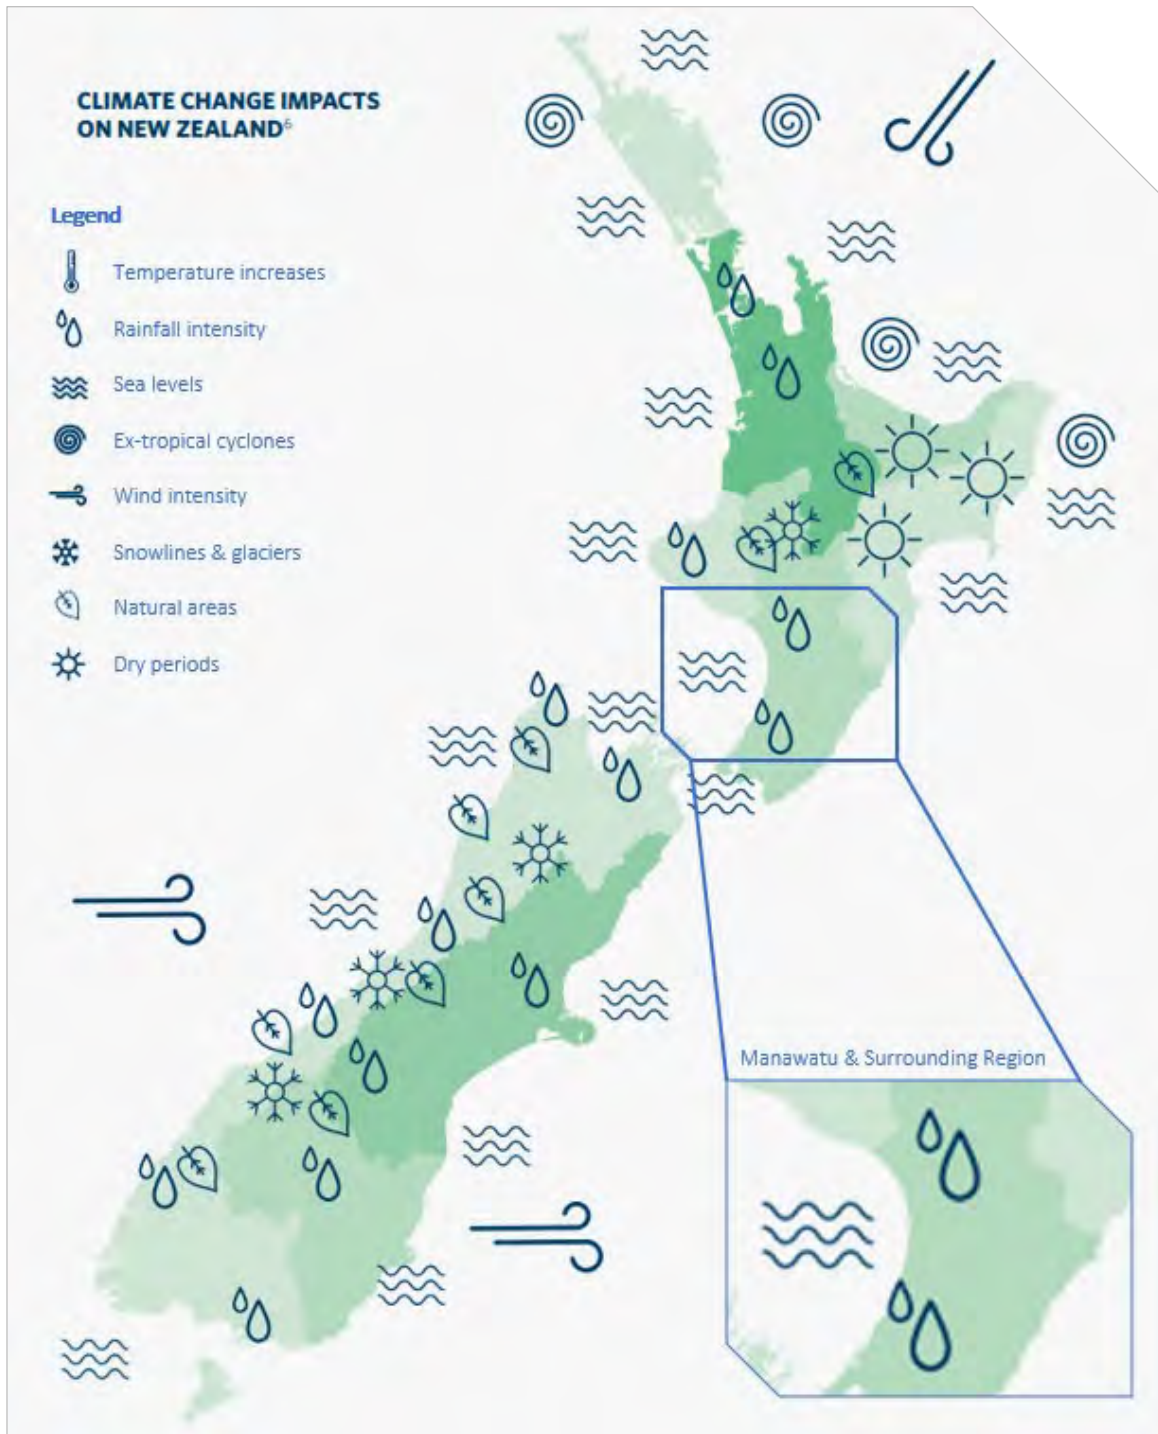 CLIMATE CHANGE IMPACTS
ON NEW ZEALAND⁶
Legend
Temperature increases
Rainfall intensity
Sea levels
Ex-tropical cyclones
Wind intensity
Snowlines & glaciers
Natural areas
Dry periods
Manawatu & Surrounding Region